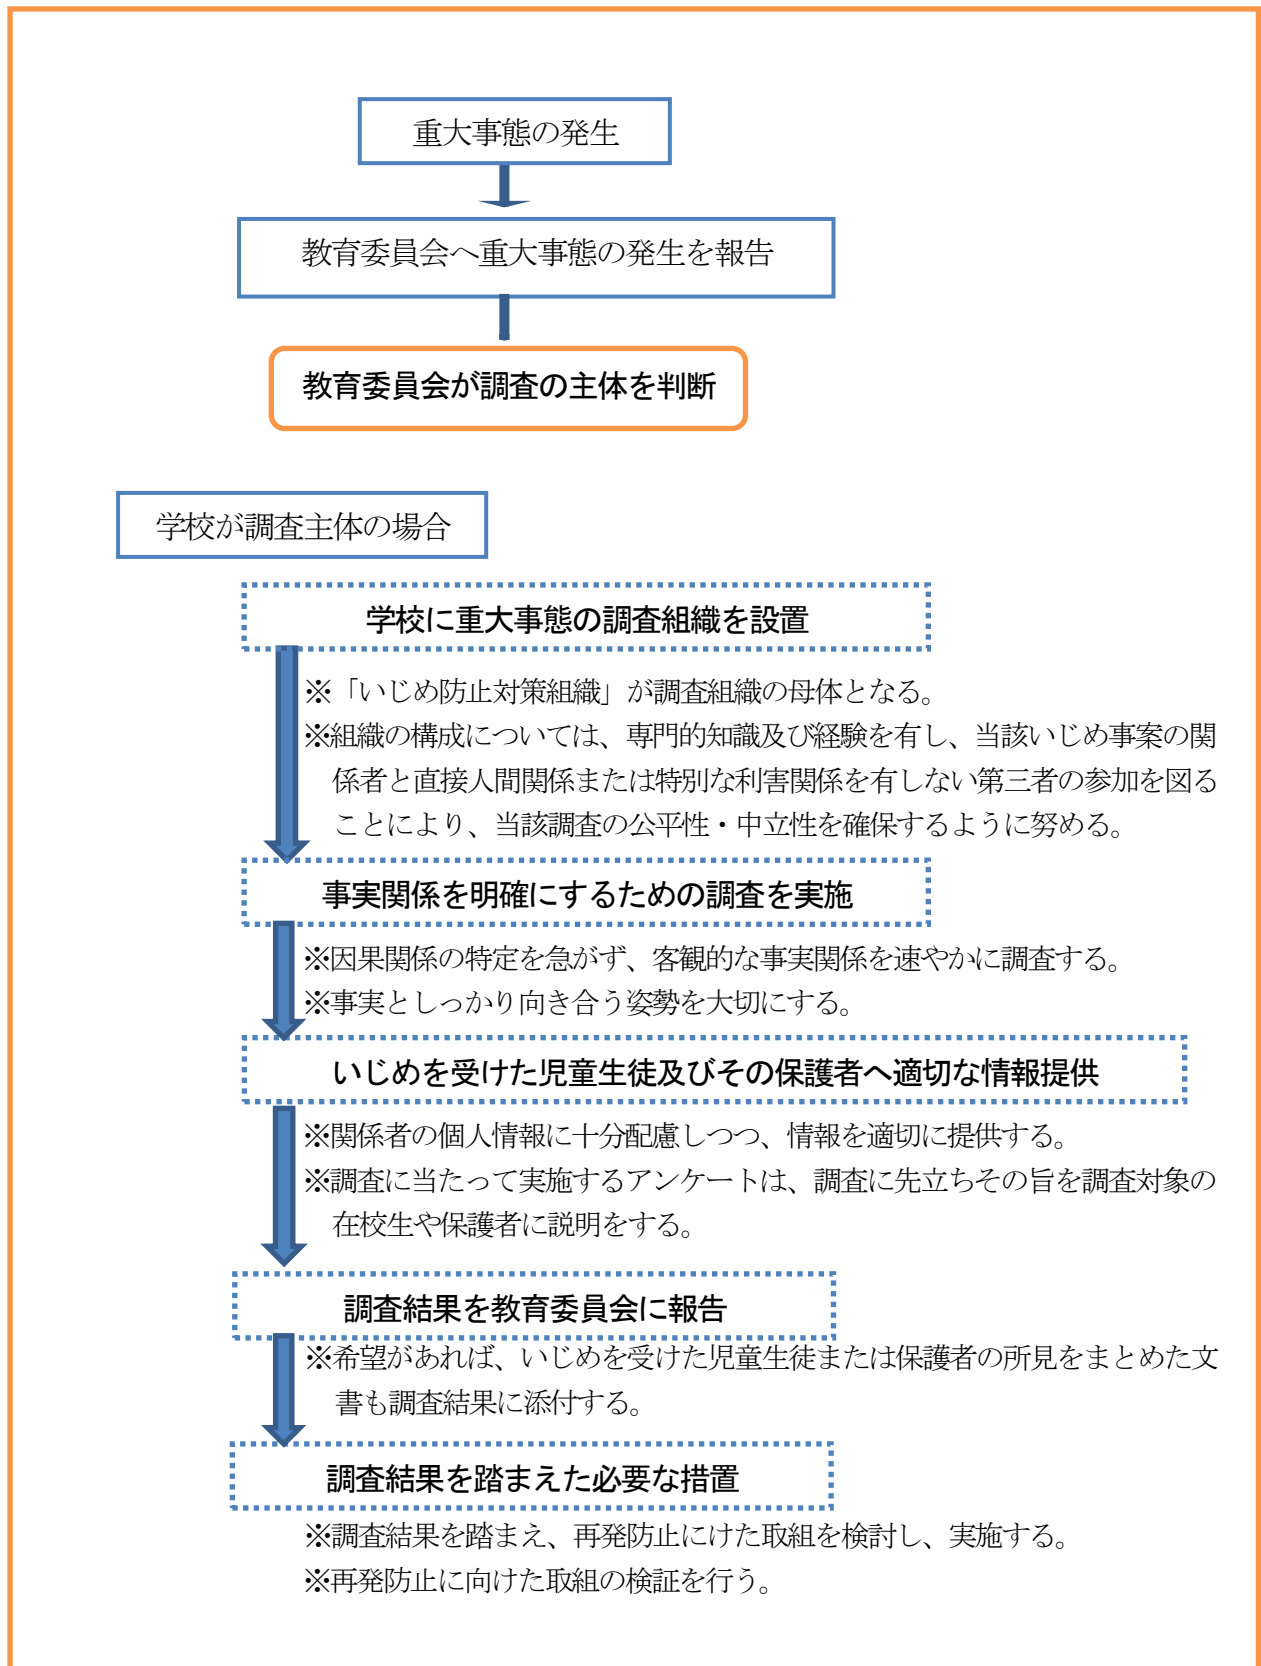 重大事態の発生
教育委員会へ重大事態の発生を報告
教育委員会が調査の主体を判断
学校が調査主体の場合
学校に重大事態の調査組織を設置
※「いじめ防止対策組織」が調査組織の母体となる。
※組織の構成については、専門的知識及び経験を有し、当該いじめ事案の関
係者と直接人間関係または特別な利害関係を有しない第三者の参加を図る
ことにより、当該調査の公平性・中立性を確保するように努める。
事実関係を明確にするための調査を実施
※因果関係の特定を急がず、客観的な事実関係を速やかに調査する。
※事実としっかり向き合う姿勢を大切にする。
いじめを受けた児童生徒及びその保護者へ適切な情報提供
※関係者の個人情報に十分配慮しつつ、情報を適切に提供する。
※調査に当たって実施するアンケートは、調査に先立ちその旨を調査対象の
在校生や保護者に説明をする。
調査結果を教育委員会に報告
※希望があれば、いじめを受けた児童生徒または保護者の所見をまとめた文
書も調査結果に添付する。
調査結果を踏まえた必要な措置
※調査結果を踏まえ、再発防止にけた取組を検討し、実施する。
※再発防止に向けた取組の検証を行う。